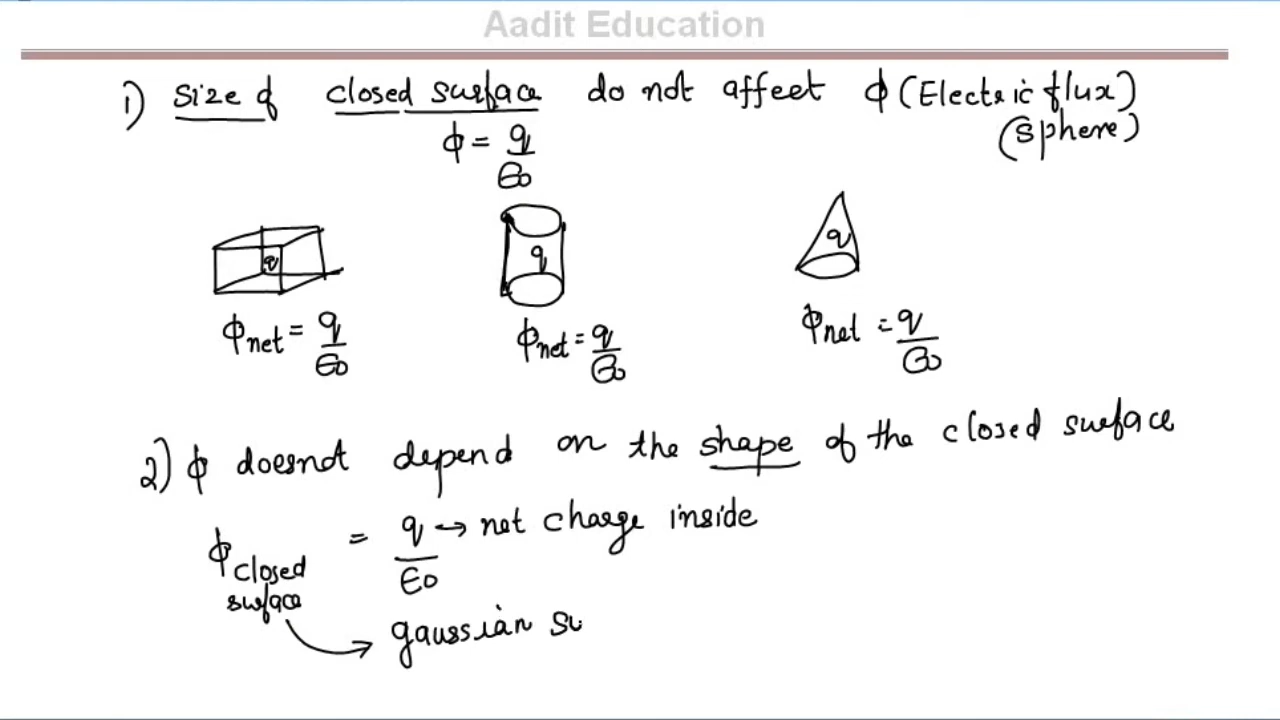 Aadit Education
1) Size of closed surface do not affect ϕ (Electric flux)
(Sphere)
ϕ = q/ε0
q
q
q
ϕnet = q/ε0
ϕnet = q/ε0
ϕnet = q/ε0
2) ϕ doesnot depend on the shape of the closed surface
ϕclosed surface = q/ε0 → net charge inside
→ gaussian su